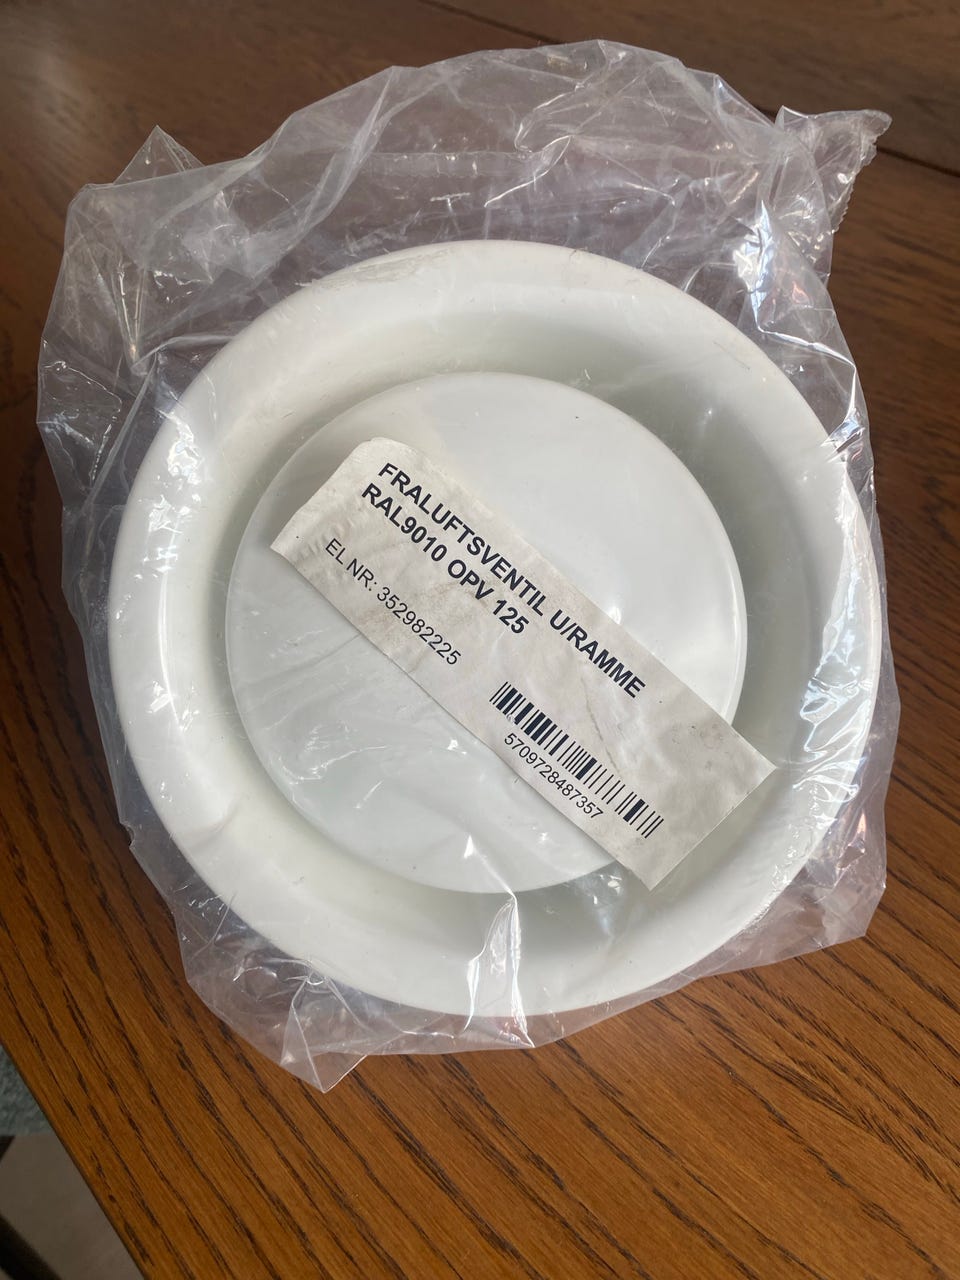 FRALUFTSVENTIL U/RAMME
RAL9010 OPV 125
EL NR: 352982225
5709728487357